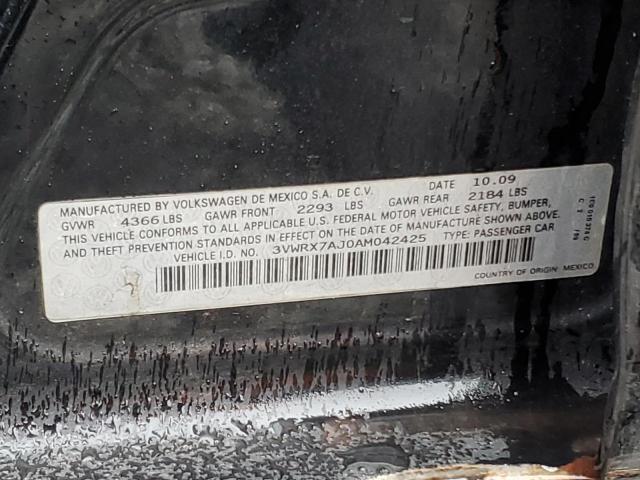 MANUFACTURED BY VOLKSWAGEN DE MEXICO S.A. DE C.V. DATE 10.09
GVWR 4366 LBS GAWR FRONT 2293 LBS GAWR REAR 2184 LBS
THIS VEHICLE CONFORMS TO ALL APPLICABLE U.S. FEDERAL MOTOR VEHICLE SAFETY, BUMPER,
AND THEFT PREVENTION STANDARDS IN EFFECT ON THE DATE OF MANUFACTURE SHOWN ABOVE.
VEHICLE I.D. NO. 3VWRX7AJ0AM042425 TYPE: PASSENGER CAR
COUNTRY OF ORIGIN MEXICO